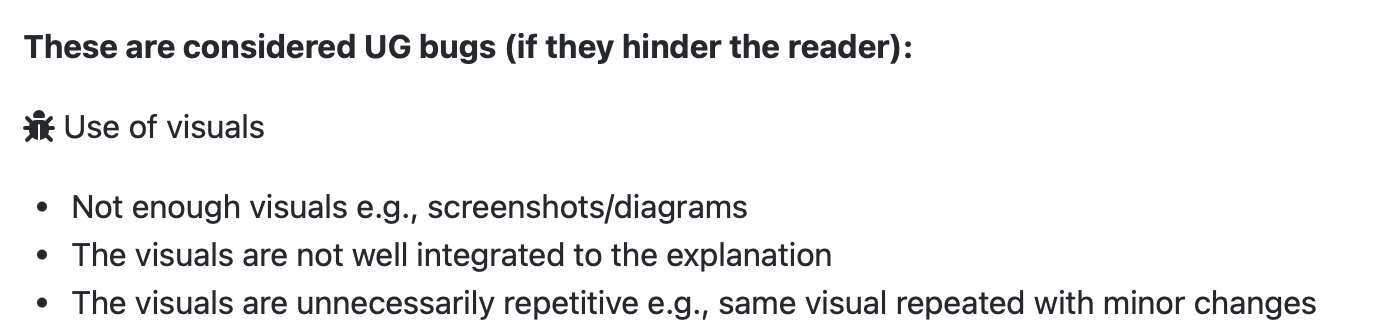 These are considered UG bugs (if they hinder the reader):
Use of visuals
• Not enough visuals e.g., screenshots/diagrams
• The visuals are not well integrated to the explanation
• The visuals are unnecessarily repetitive e.g., same visual repeated with minor changes